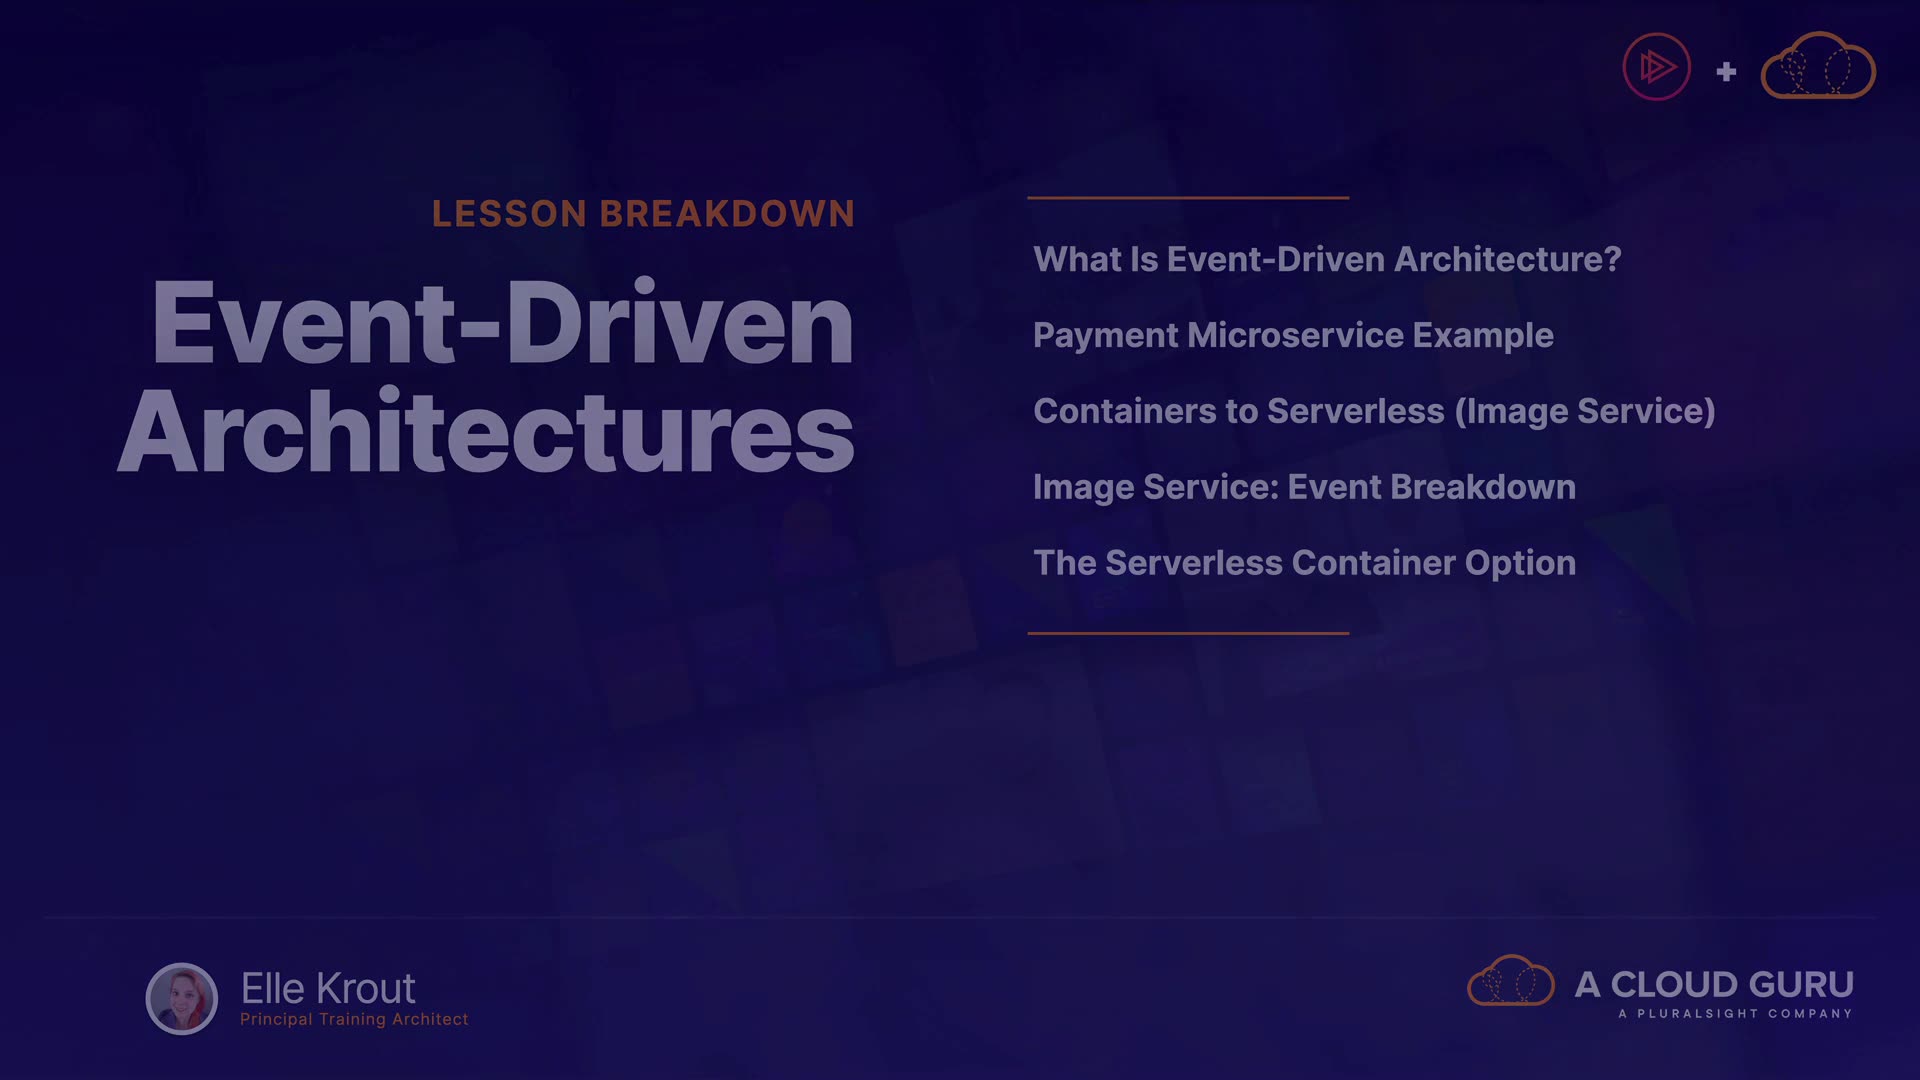 LESSON BREAKDOWN
Event-Driven
Architectures
What Is Event-Driven Architecture?
Payment Microservice Example
Containers to Serverless (Image Service)
Image Service: Event Breakdown
The Serverless Container Option
Elle Krout
Principal Training Architect
A CLOUD GURU
A PLURALSIGHT COMPANY